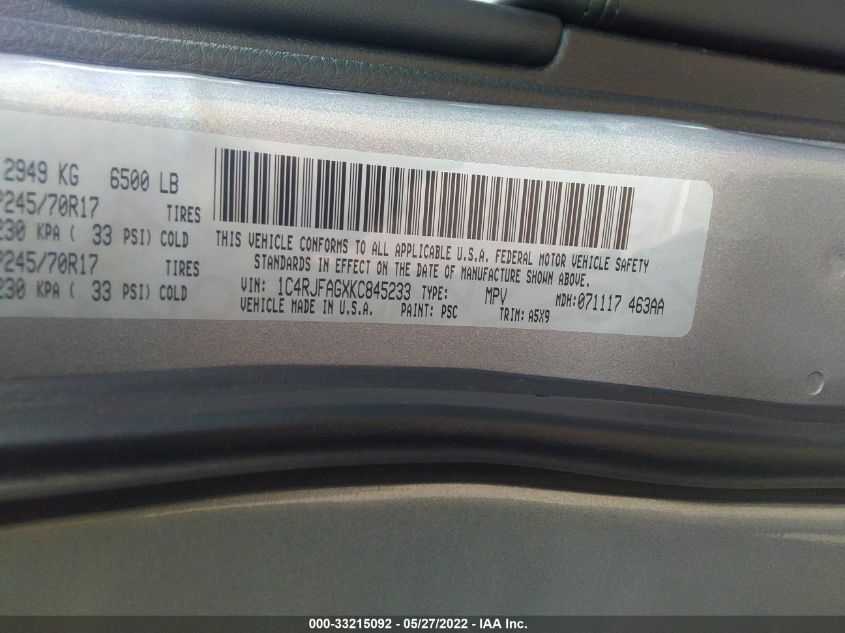 2949 KG 6500 LB
P245/70R17 TIRES
230 KPA ( 33 PSI) COLD
P245/70R17 TIRES
230 KPA ( 33 PSI) COLD
THIS VEHICLE CONFORMS TO ALL APPLICABLE U.S.A. FEDERAL MOTOR VEHICLE SAFETY
STANDARDS IN EFFECT ON THE DATE OF MANUFACTURE SHOWN ABOVE.
VIN: 1C4RJFAGXKC845233 TYPE: MPV MDH:071117 463AA
VEHICLE MADE IN U.S.A. PAINT: PSC TRIM: A5X9
000-33215092 - 05/27/2022 - IAA Inc.